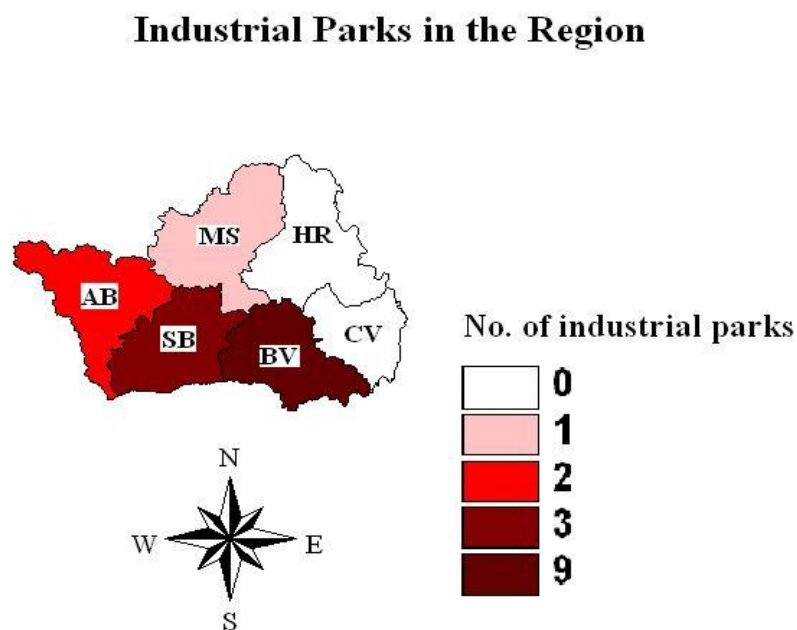 Industrial Parks in the Region
MS
HR
AB
SB
BV
CV
No. of industrial parks
0
1
2
3
9
N
W
E
S